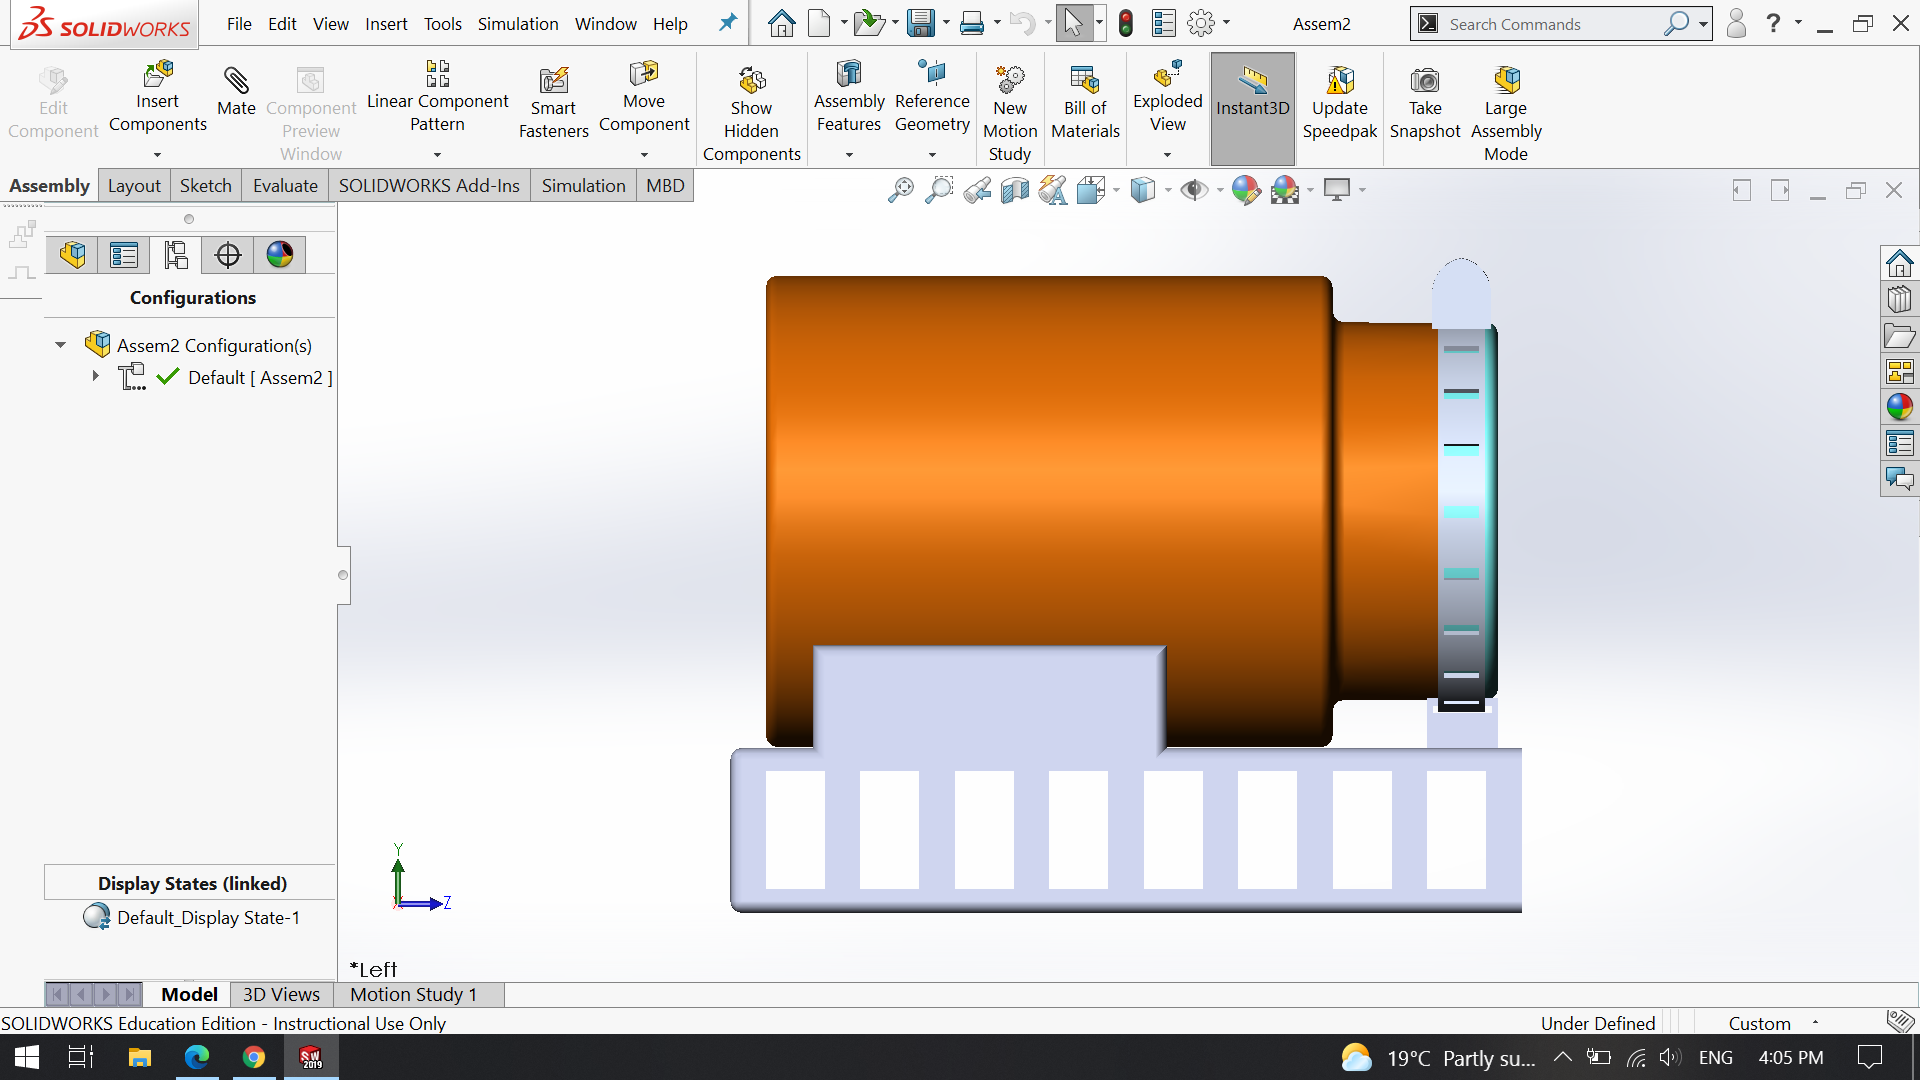 SOLIDWORKS File Edit View Insert Tools Simulation Window Help Assem2 Search Commands ?
Edit Component
Insert Components
Mate
Component Preview Window
Linear Component Pattern
Smart Fasteners
Move Component
Show Hidden Components
Assembly Features
Reference Geometry
New Motion Study
Bill of Materials
Exploded View
Instant3D
Update Speedpak
Take Snapshot
Large Assembly Mode
Assembly Layout Sketch Evaluate SOLIDWORKS Add-Ins Simulation MBD
Configurations
Assem2 Configuration(s)
Default [ Assem2 ]
Display States (linked)
Default_Display State-1
Y
X Z
*Left
Model 3D Views Motion Study 1
SOLIDWORKS Education Edition - Instructional Use Only Under Defined Custom
SW 2019 19°C Partly su... ENG 4:05 PM